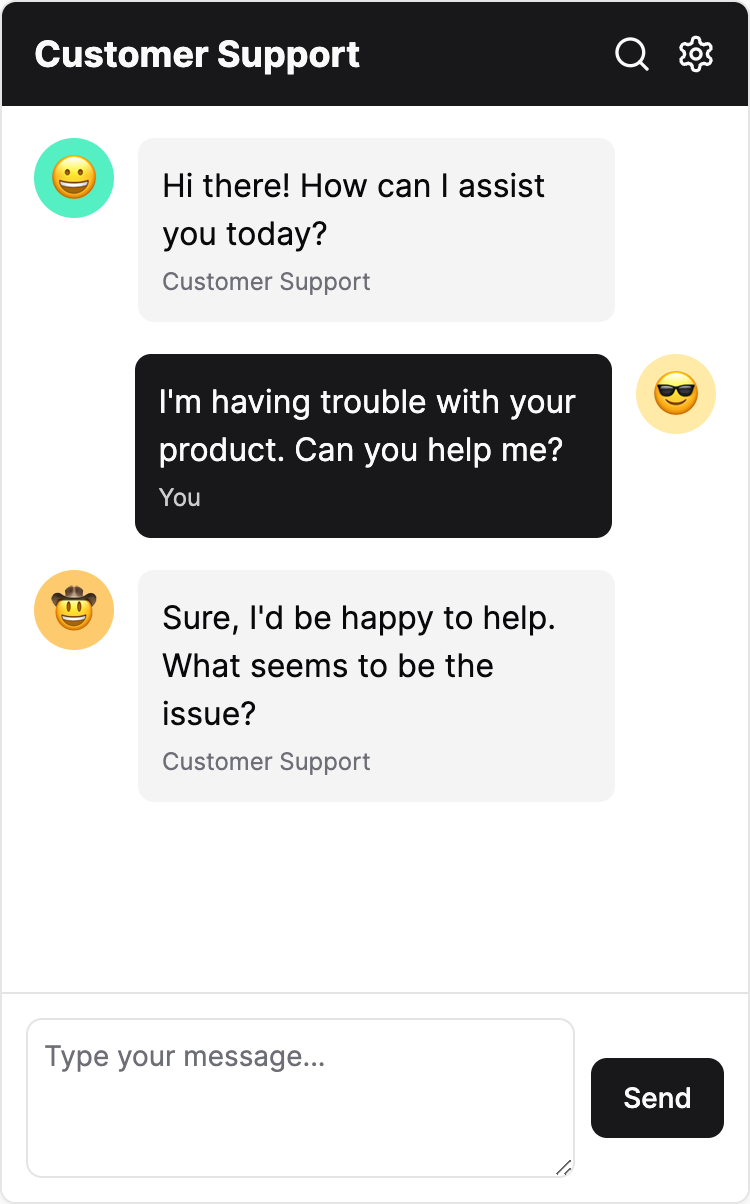 Customer Support
Hi there! How can I assist
you today?
Customer Support
I'm having trouble with your
product. Can you help me?
You
Sure, I'd be happy to help.
What seems to be the
issue?
Customer Support
Type your message...
Send